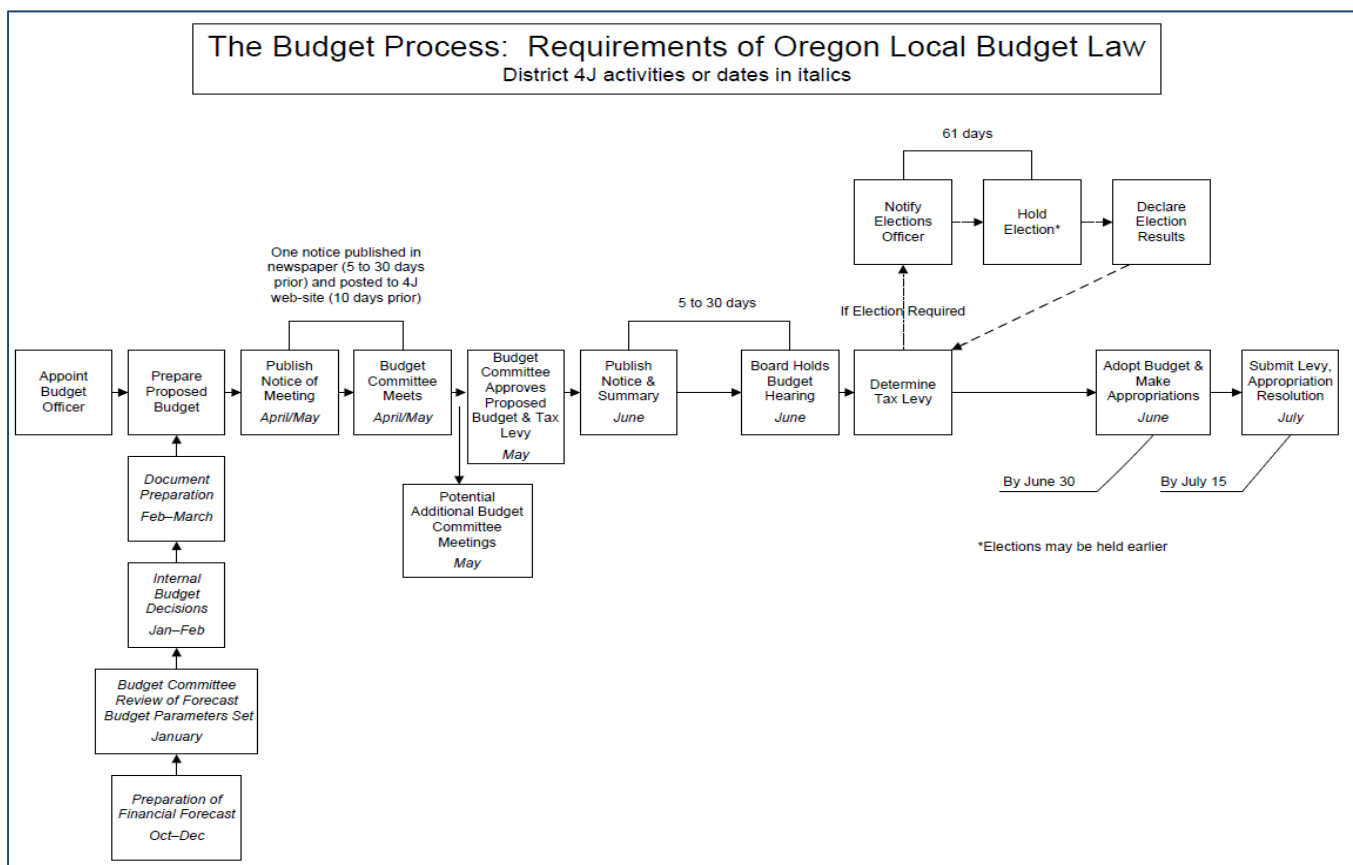 The Budget Process:  Requirements of Oregon Local Budget Law
District 4J activities or dates in italics
61 days
Notify
Elections
Officer
Hold
Election*
Declare
Election
Results
One notice published in
newspaper (5 to 30 days
prior) and posted to 4J
web-site (10 days prior)
5 to 30 days
If Election Required
Appoint
Budget
Officer
Prepare
Proposed
Budget
Publish
Notice of
Meeting
April/May
Budget
Committee
Meets
April/May
Budget
Committee
Approves
Proposed
Budget & Tax
Levy
May
Publish
Notice &
Summary
June
Board Holds
Budget
Hearing
June
Determine
Tax Levy
Adopt Budget &
Make
Appropriations
June
Submit Levy,
Appropriation
Resolution
July
By June 30
By July 15
Document
Preparation
Feb–March
Potential
Additional Budget
Committee
Meetings
May
*Elections may be held earlier
Internal
Budget
Decisions
Jan–Feb
Budget Committee
Review of Forecast
Budget Parameters Set
January
Preparation of
Financial Forecast
Oct–Dec